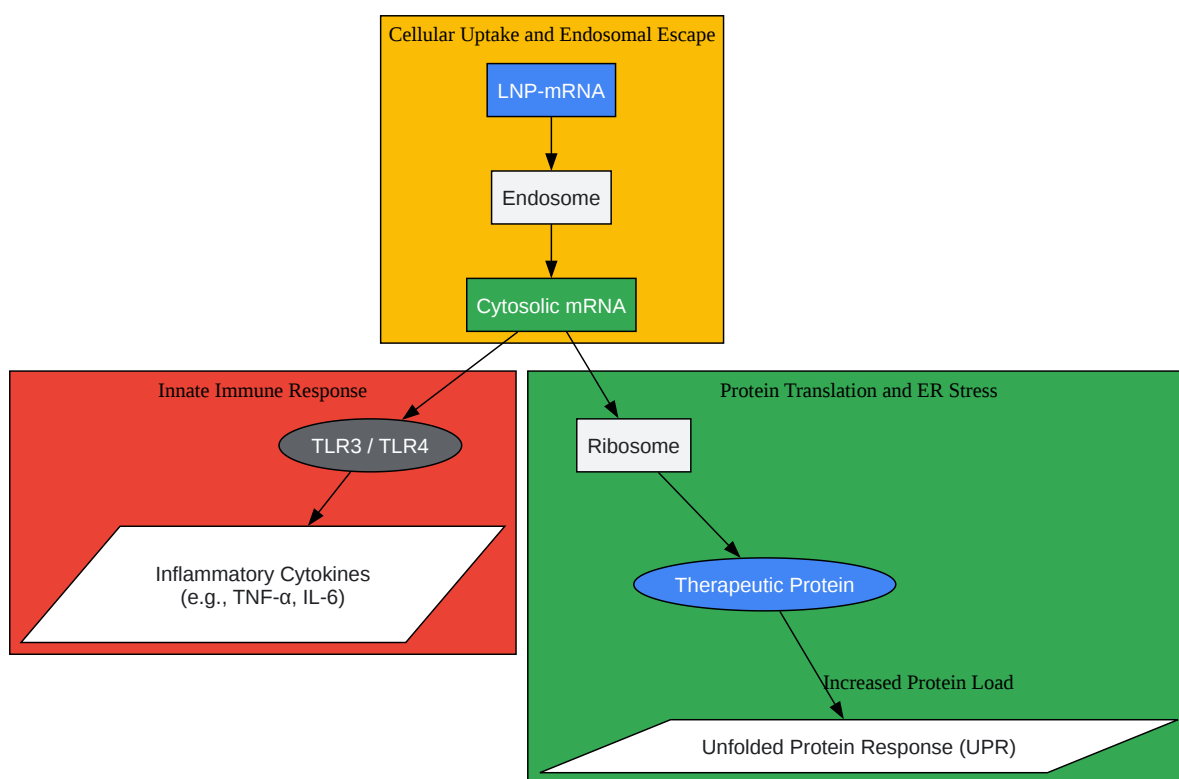 Cellular Uptake and Endosomal Escape
LNP-mRNA
Endosome
Cytosolic mRNA
Innate Immune Response
TLR3 / TLR4
Inflammatory Cytokines
(e.g., TNF-α, IL-6)
Protein Translation and ER Stress
Ribosome
Therapeutic Protein
Increased Protein Load
Unfolded Protein Response (UPR)